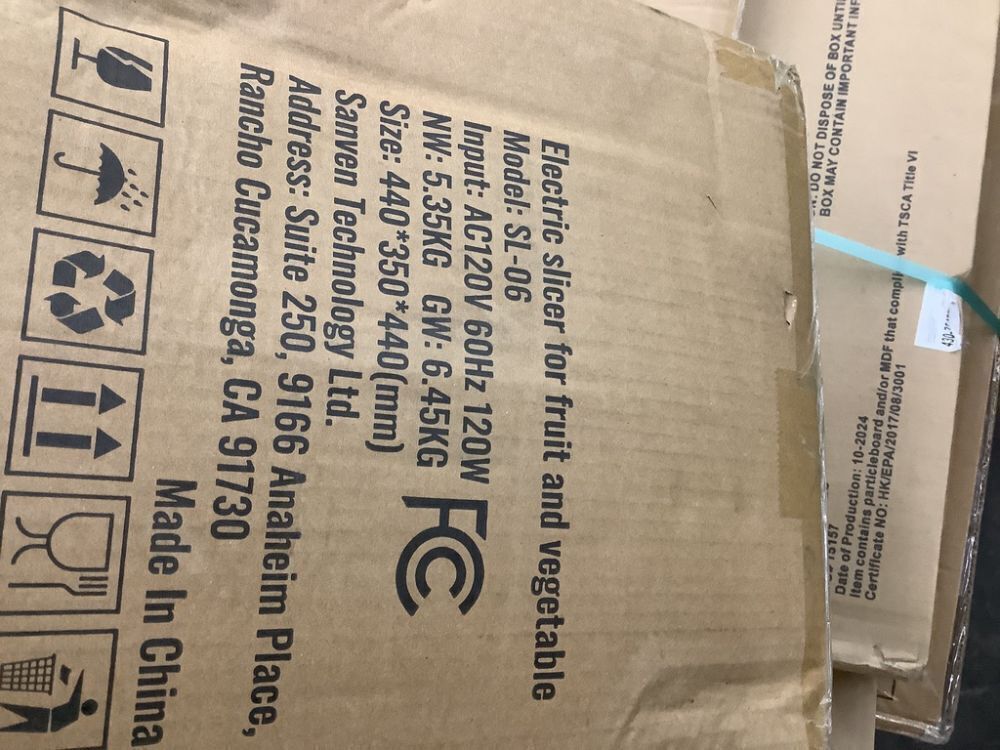 Electric slicer for fruit and vegetable
Model: SL-06
Input: AC120V 60Hz 120W
NW: 5.35KG GW: 6.45KG
Size: 440*350*440(mm)
Sanven Technology Ltd.
Address: Suite 250, 9166 Anaheim Place,
Rancho Cucamonga, CA 91730
Made In China
FC
DO NOT DISPOSE OF BOX UNTIL
BOX MAY CONTAIN IMPORTANT INF
15157
Date of Production: 10-2024
Item contains particleboard and/or MDF that compli with TSCA Title VI
Certificate NO: HK/EPA/2017/08/3001